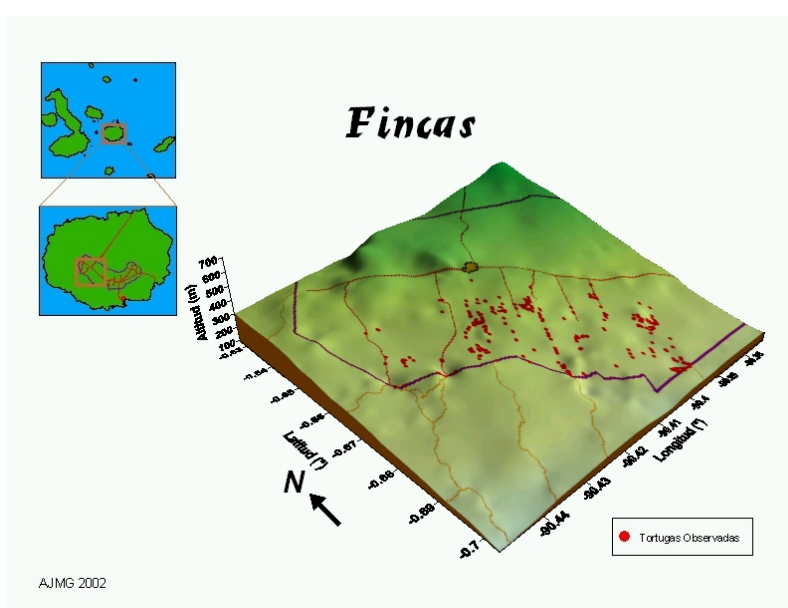 Fincas
700
600
500
400
300
200
100
Altitud (m)
-0.64
-0.65
-0.66
-0.67
-0.68
-0.69
-0.7
Latitud (°)
-90.44
-90.43
-90.42
-90.41
-90.4
Longitud (°)
N
Tortugas Observadas
AJMG 2002